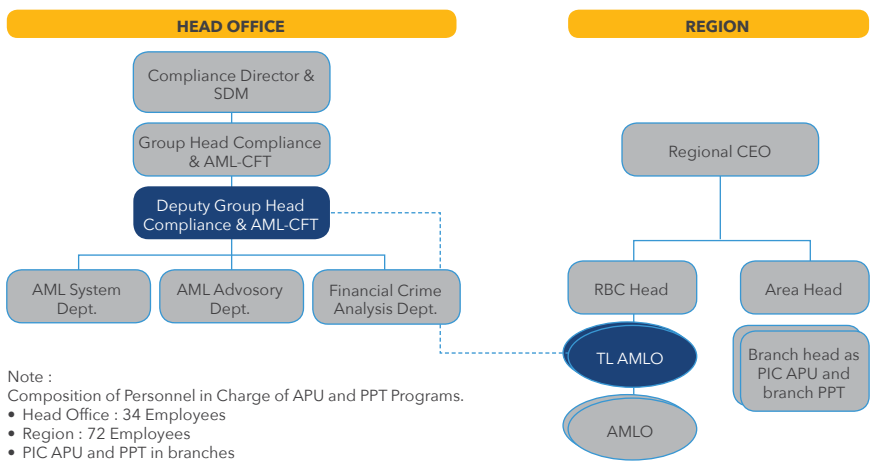 HEAD OFFICE
Compliance Director &
SDM
Group Head Compliance
& AML-CFT
Deputy Group Head
Compliance & AML-CFT
AML System
Dept.
AML Advosory
Dept.
Financial Crime
Analysis Dept.
REGION
Regional CEO
RBC Head
Area Head
TL AMLO
Branch head as
PIC APU and
branch PPT
AMLO
Note :
Composition of Personnel in Charge of APU and PPT Programs.
• Head Office : 34 Employees
• Region : 72 Employees
• PIC APU and PPT in branches